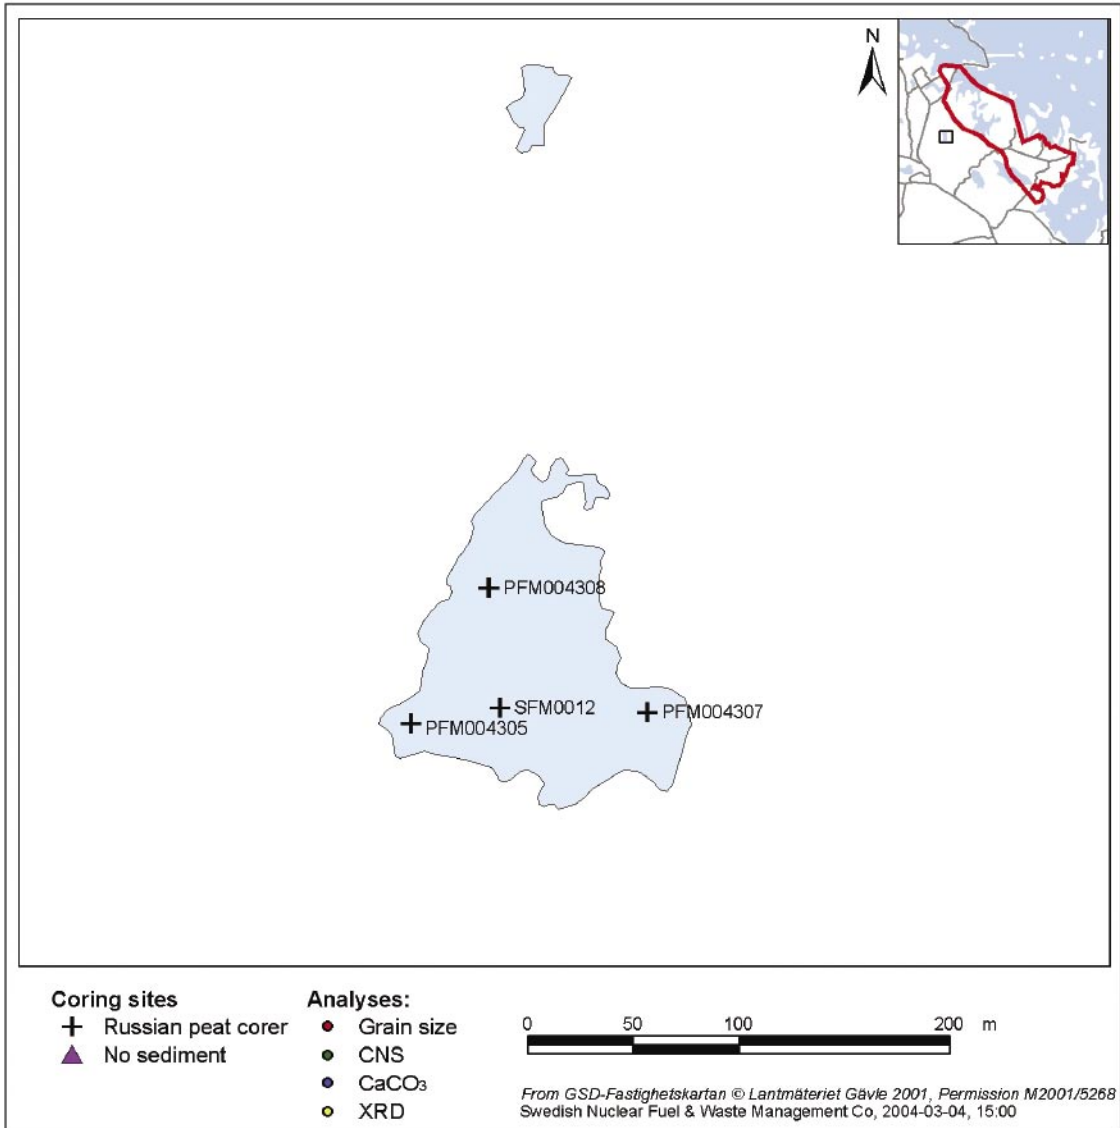 N
PFM004308
SFM0012
PFM004305
PFM004307
Coring sites
Russian peat corer
No sediment
Analyses:
Grain size
CNS
CaCO₃
XRD
0 50 100 200 m
From GSD-Fastighetskartan © Lantmäteriet Gävle 2001, Permission M2001/5268
Swedish Nuclear Fuel & Waste Management Co, 2004-03-04, 15:00